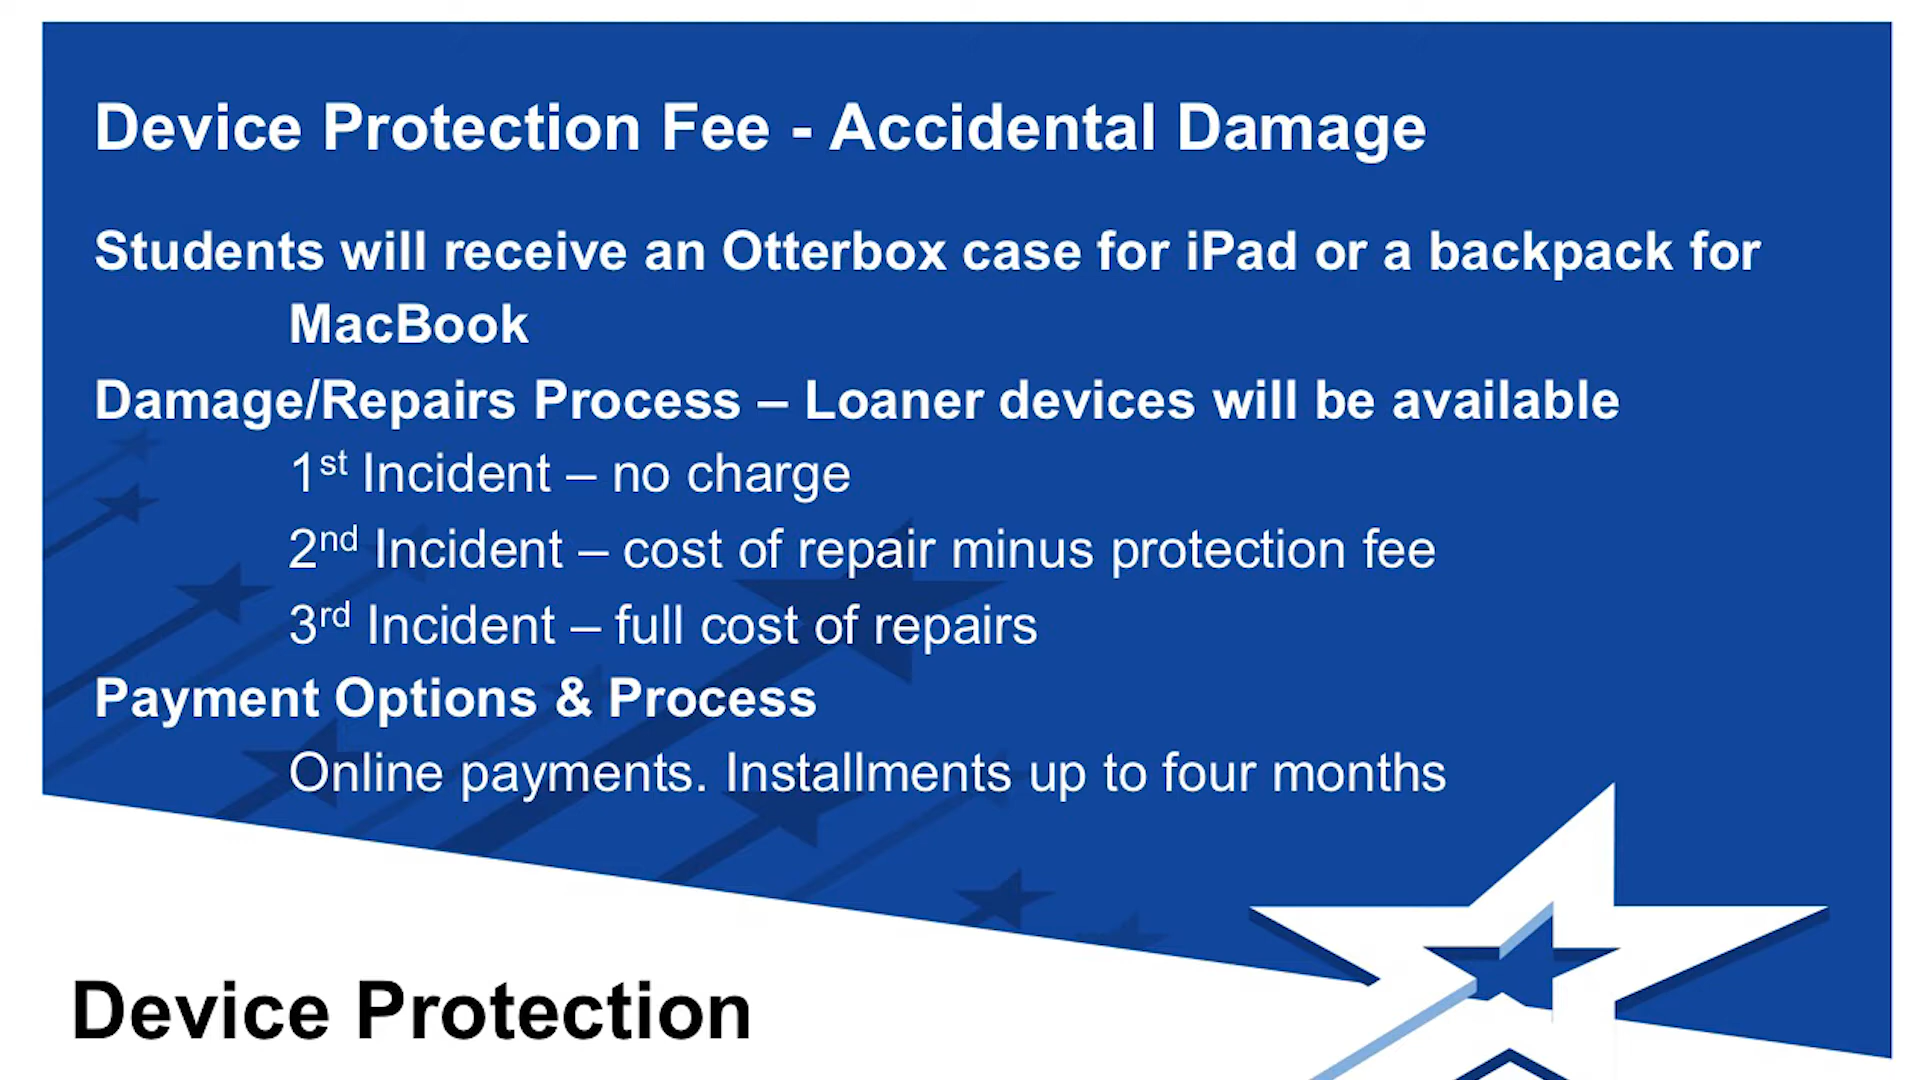 Device Protection Fee - Accidental Damage
Students will receive an Otterbox case for iPad or a backpack for
MacBook
Damage/Repairs Process – Loaner devices will be available
1st Incident – no charge
2nd Incident – cost of repair minus protection fee
3rd Incident – full cost of repairs
Payment Options & Process
Online payments. Installments up to four months
Device Protection